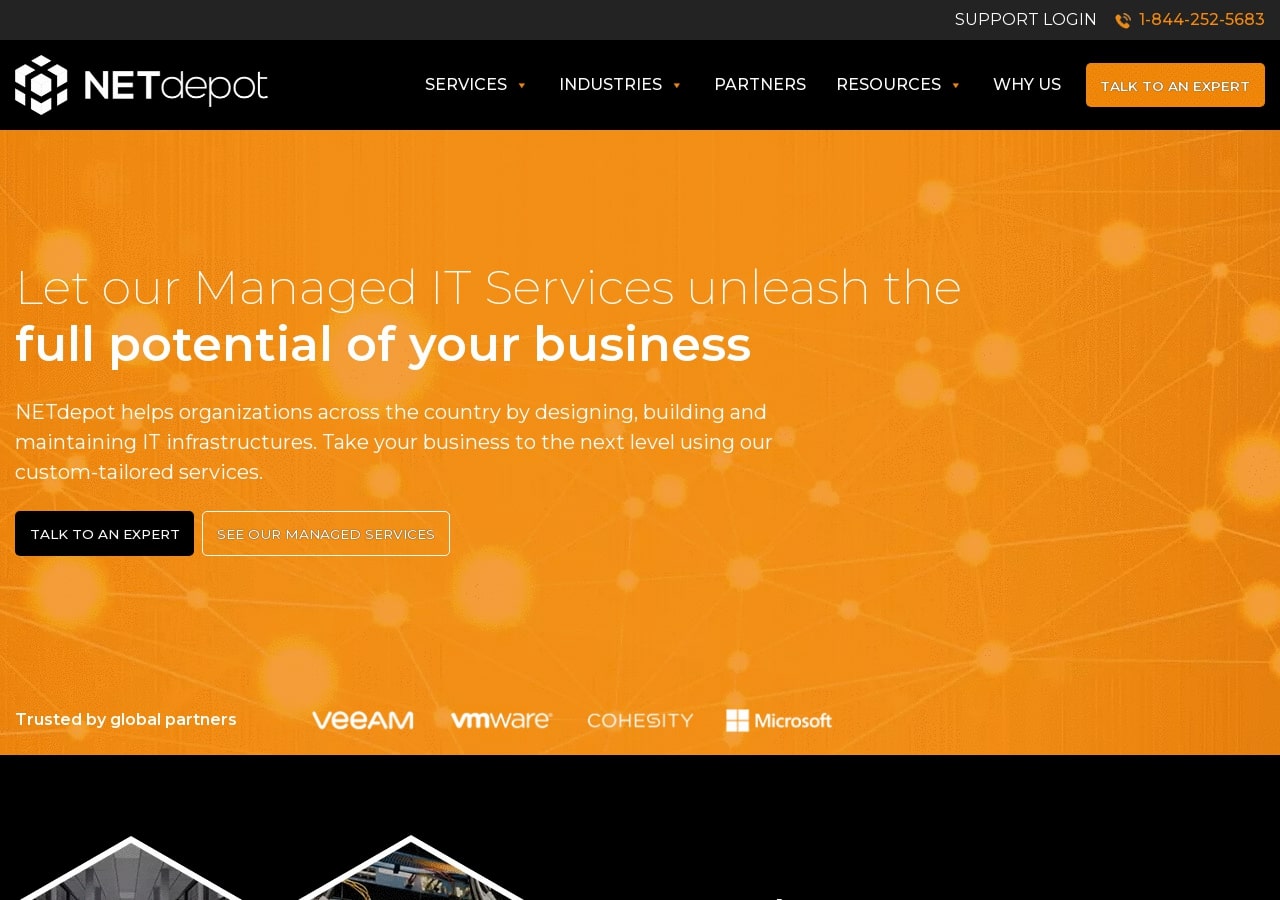 SUPPORT LOGIN 1-844-252-5683
NETdepot
SERVICES INDUSTRIES PARTNERS RESOURCES WHY US TALK TO AN EXPERT
Let our Managed IT Services unleash the
full potential of your business
NETdepot helps organizations across the country by designing, building and
maintaining IT infrastructures. Take your business to the next level using our
custom-tailored services.
TALK TO AN EXPERT SEE OUR MANAGED SERVICES
Trusted by global partners veeAM vmware COHESITY Microsoft